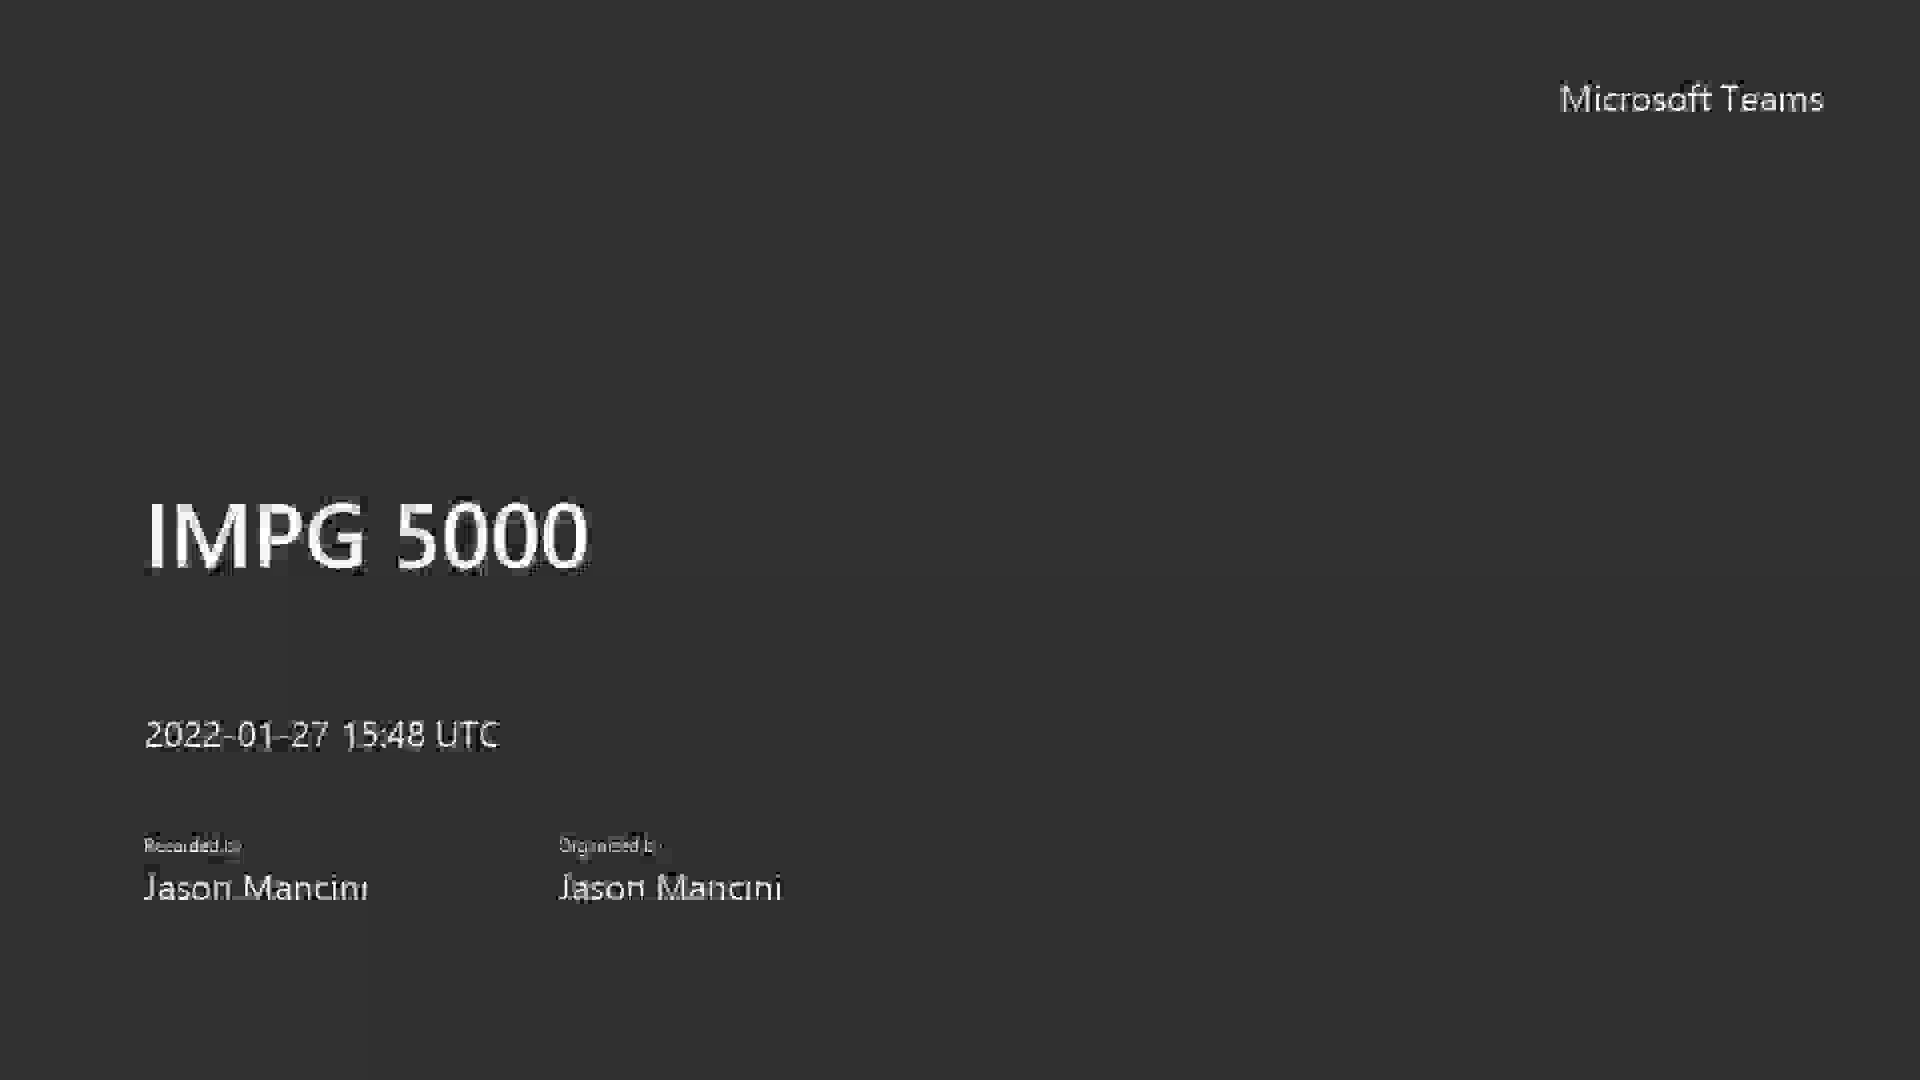 Microsoft Teams
IMPG 5000
2022-01-27 15:48 UTC
Recorded by
Organized by
Jason Mancini
Jason Mancini